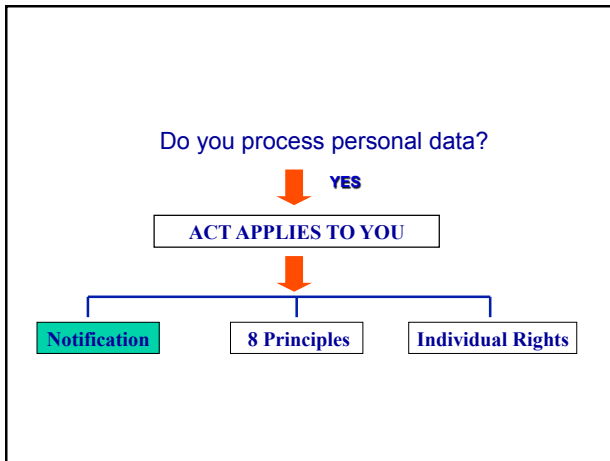 Do you process personal data?
YES
ACT APPLIES TO YOU
Notification 8 Principles Individual Rights